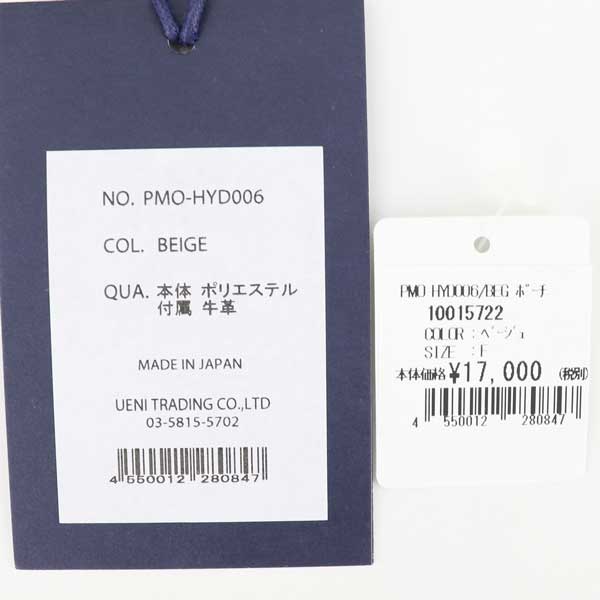 NO. PMO-HYD006
COL. BEIGE
QUA. 本体 ポリエステル
付属 牛革
MADE IN JAPAN
UENI TRADING CO.,LTD
03-5815-5702
4 550012 280847
PMO HYD006/BEG ポーチ
10015722
COLOR :ベージュ
SIZE :F
本体価格 ¥17,000 (税別)
4 550012 280847